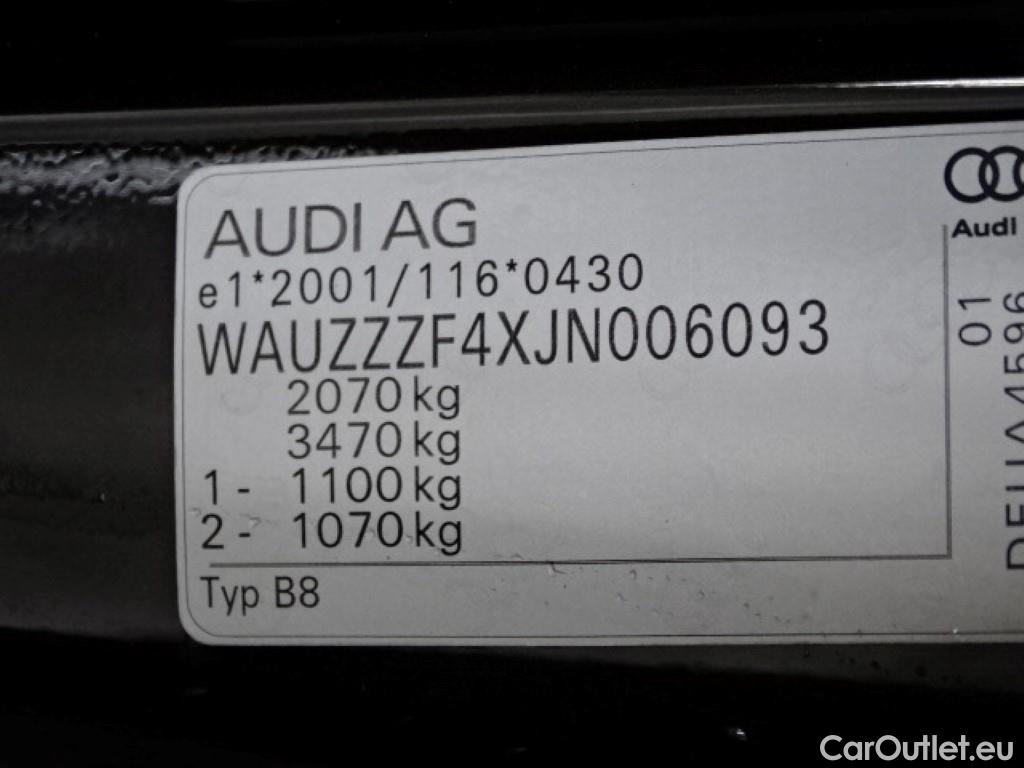 AUDI AG
e1*2001/116*0430
WAUZZZF4XJN006093
2070 kg
3470 kg
1 - 1100 kg
2 - 1070 kg
Typ B8
Audi
01
CarOutlet.eu